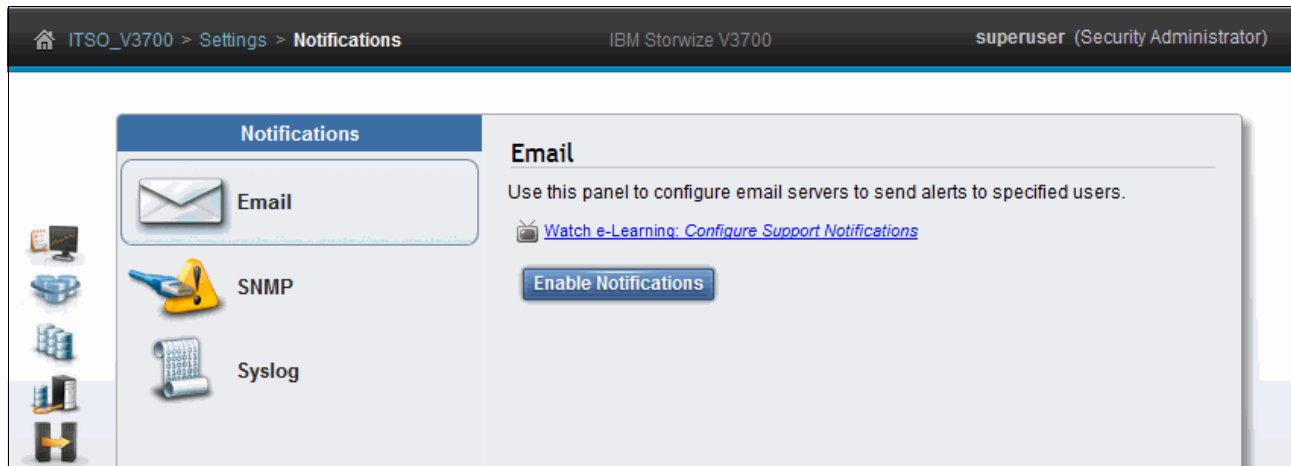 ITSO_V3700 > Settings > Notifications
IBM Storwize V3700
superuser (Security Administrator)
Notifications
Email
SNMP
Syslog
Email
Use this panel to configure email servers to send alerts to specified users.
Watch e-Learning: Configure Support Notifications
Enable Notifications